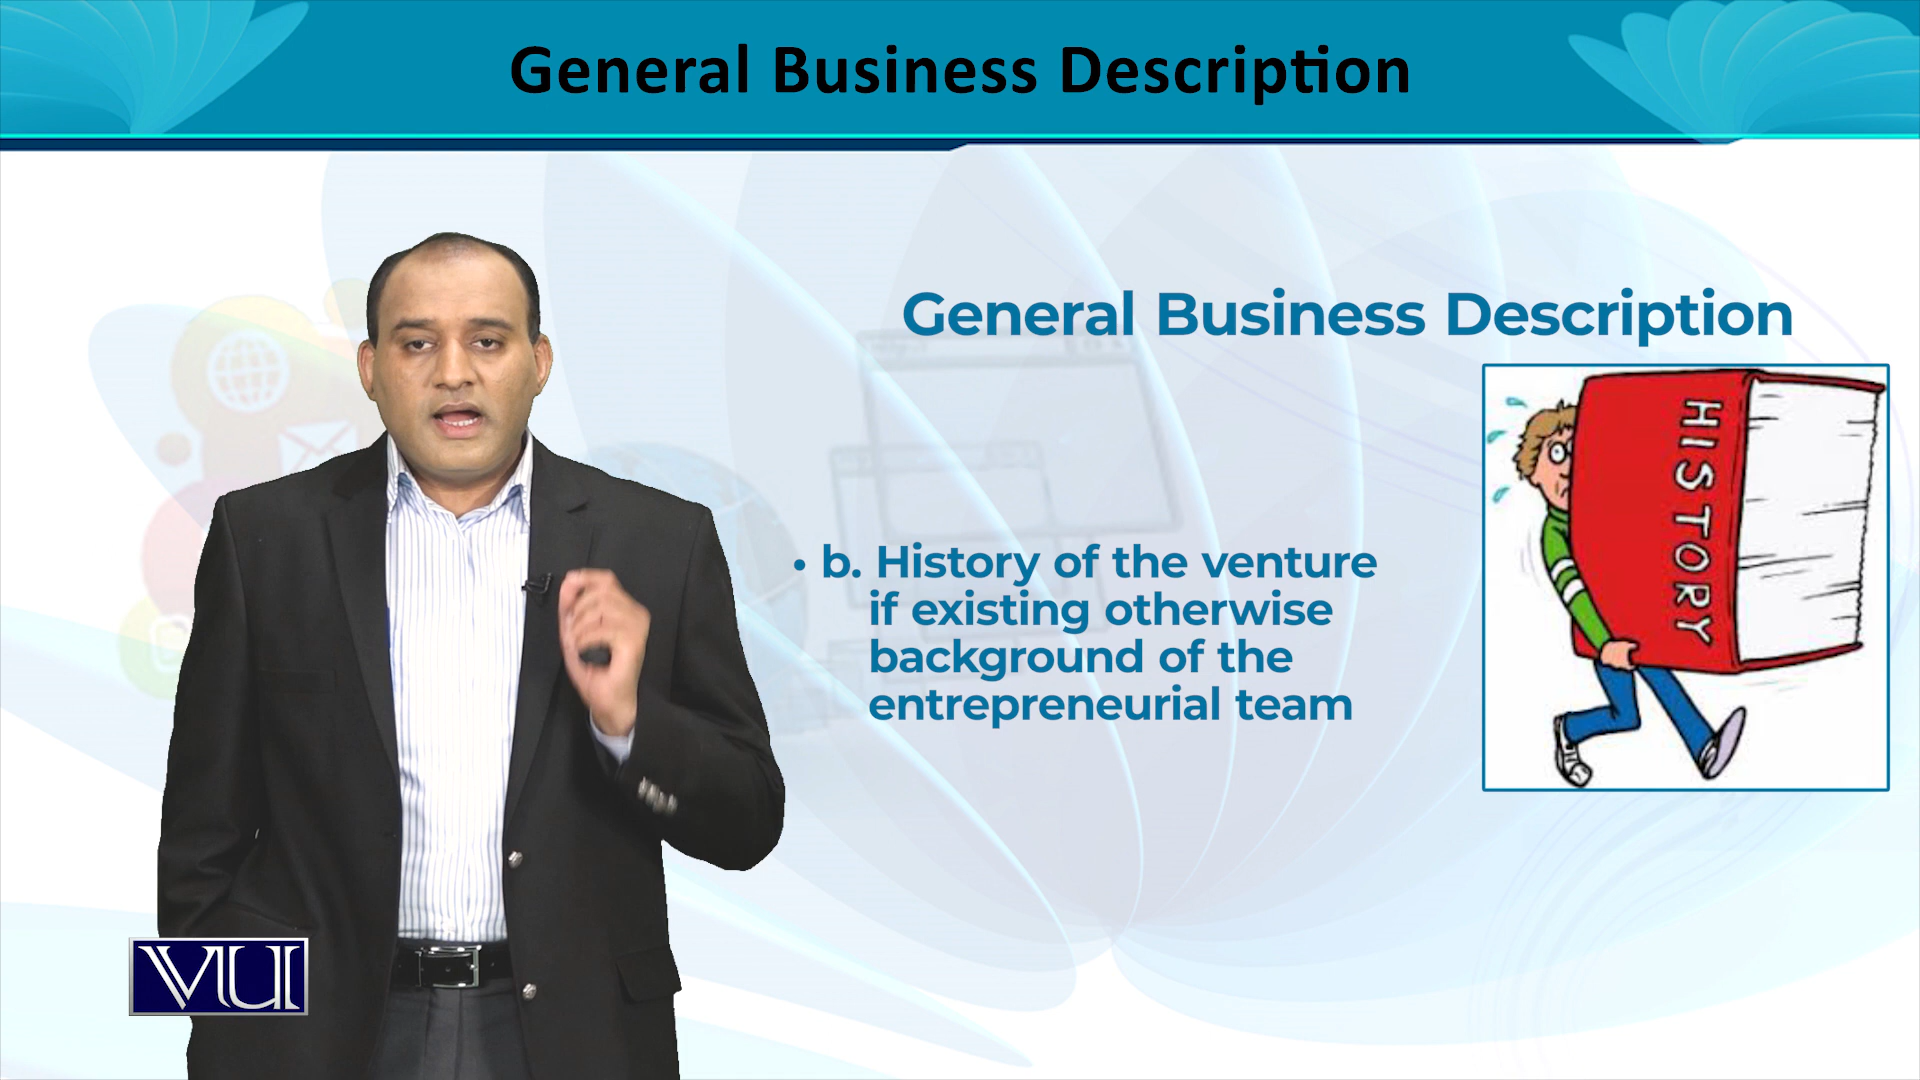 General Business Description
General Business Description
• b. History of the venture
if existing otherwise
background of the
entrepreneurial team
HISTORY
VU